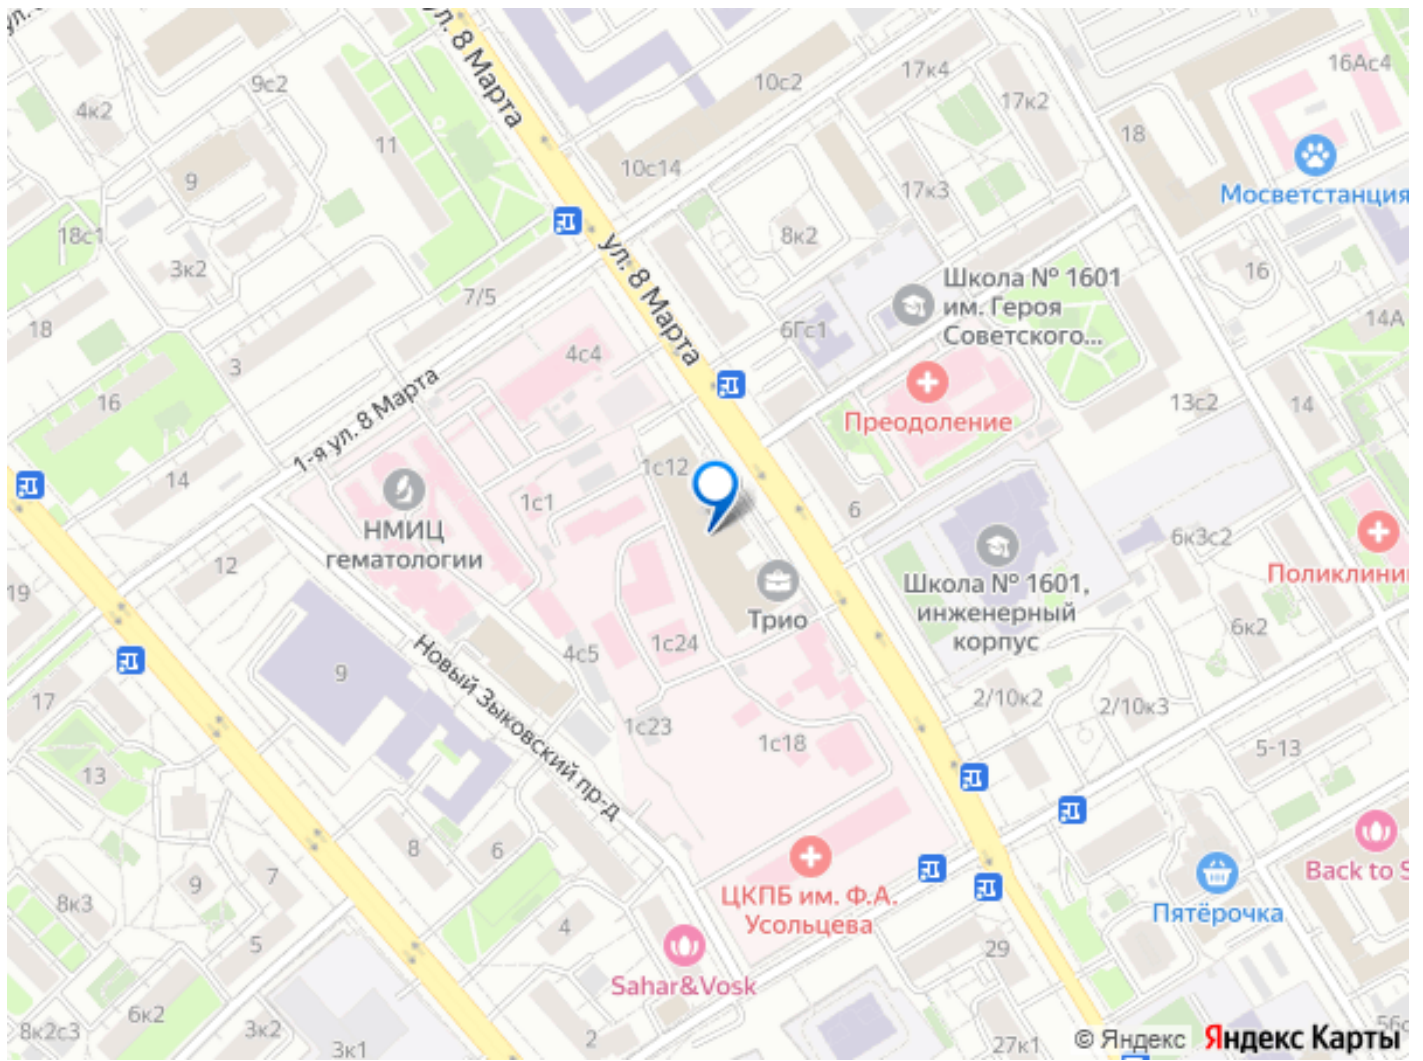 ул. 8 Марта
9с2
4к2
10с2
17к4
16Ас4
17к2
18
11
10с14
9
17к3
Мосветстанция
18с1
8к2
3к2
16
ул. 8 Марта
Школа № 1601
им. Героя
Советского...
7/5
18
6Гс1
14А
4с4
3
1-я ул. 8 Марта
16
Преодоление
13с2
14
14
1с12
1с1
6
НМИЦ
гематологии
6к3с2
12
Школа № 1601,
инженерный
корпус
Поликлини
19
Трио
6к2
1с24
4с5
Новый Зыковский пр-д
9
17
2/10к2
2/10к3
1с23
1с18
5-13
13
8
6
ЦКПБ им. Ф.А.
Усольцева
Back to S
7
9
8к3
Пятёрочка
4
5
29
Sahar&Vosk
6к2
8к2с3
3к2
3к1
2
27к1
56с
© Яндекс Яндекс Карты